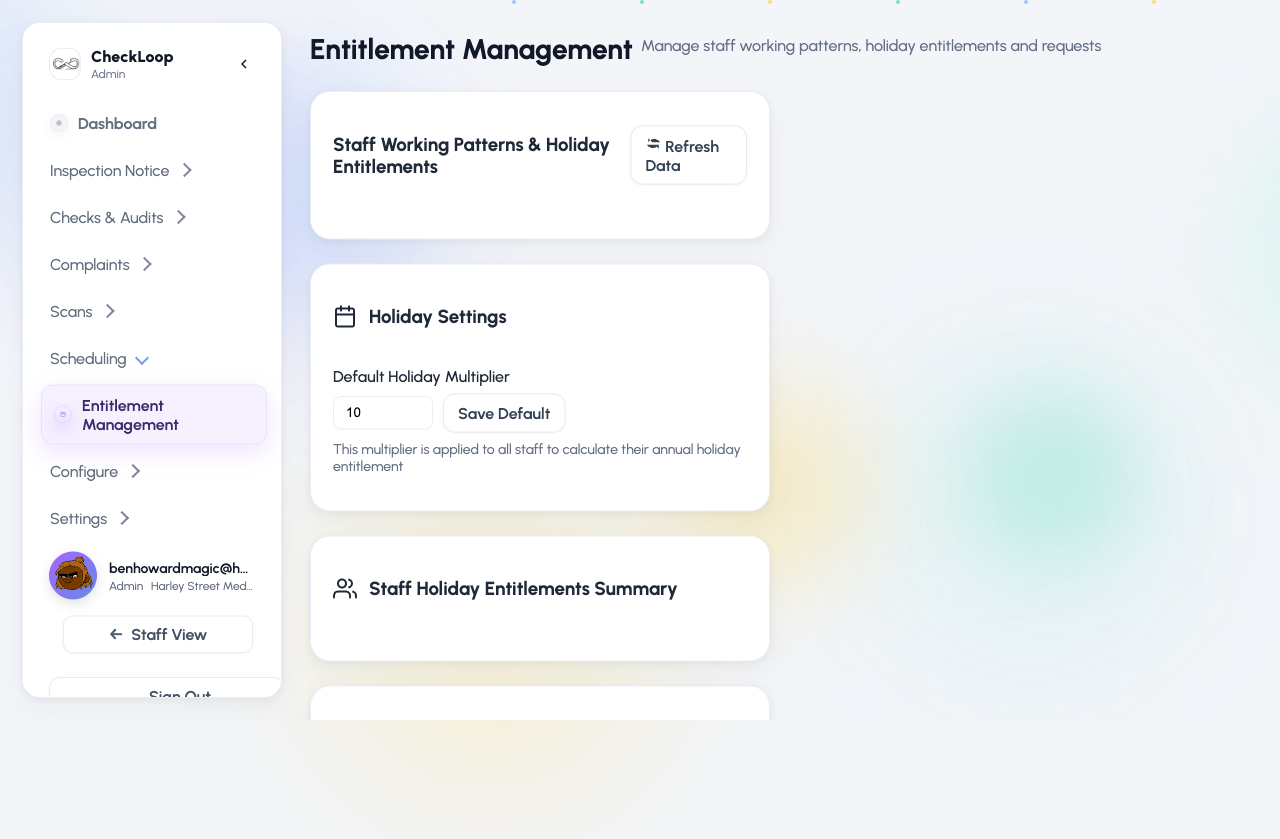 CheckLoop
Admin
Dashboard
Inspection Notice
Checks & Audits
Complaints
Scans
Scheduling
Entitlement
Management
Configure
Settings
benhowardmagic@h...
Admin Harley Street Med...
Staff View
Sign Out
Entitlement Management
Manage staff working patterns, holiday entitlements and requests
Staff Working Patterns & Holiday
Entitlements
Refresh
Data
Holiday Settings
Default Holiday Multiplier
10
Save Default
This multiplier is applied to all staff to calculate their annual holiday
entitlement
Staff Holiday Entitlements Summary